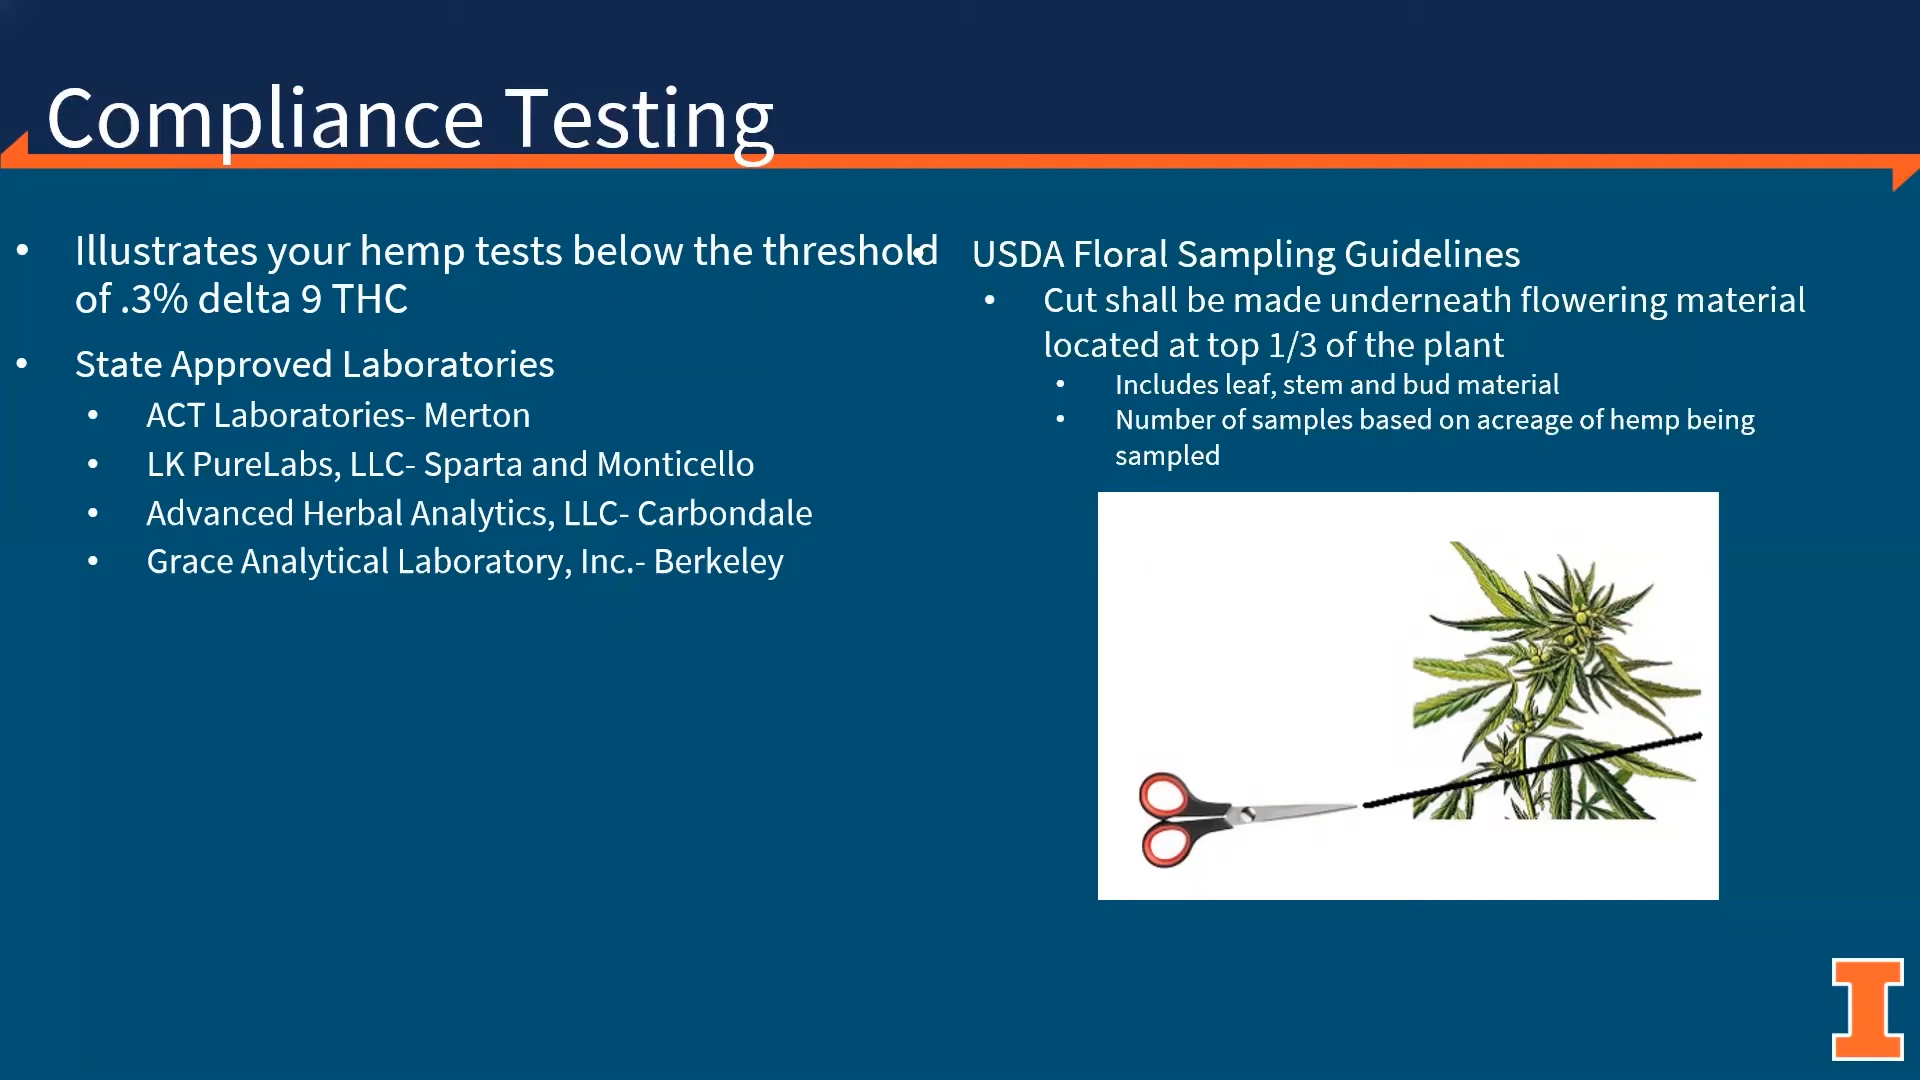 Compliance Testing
• Illustrates your hemp tests below the threshold
of .3% delta 9 THC
• State Approved Laboratories
• ACT Laboratories- Merton
• LK PureLabs, LLC- Sparta and Monticello
• Advanced Herbal Analytics, LLC- Carbondale
• Grace Analytical Laboratory, Inc.- Berkeley
• USDA Floral Sampling Guidelines
• Cut shall be made underneath flowering material
located at top 1/3 of the plant
• Includes leaf, stem and bud material
• Number of samples based on acreage of hemp being
sampled
I